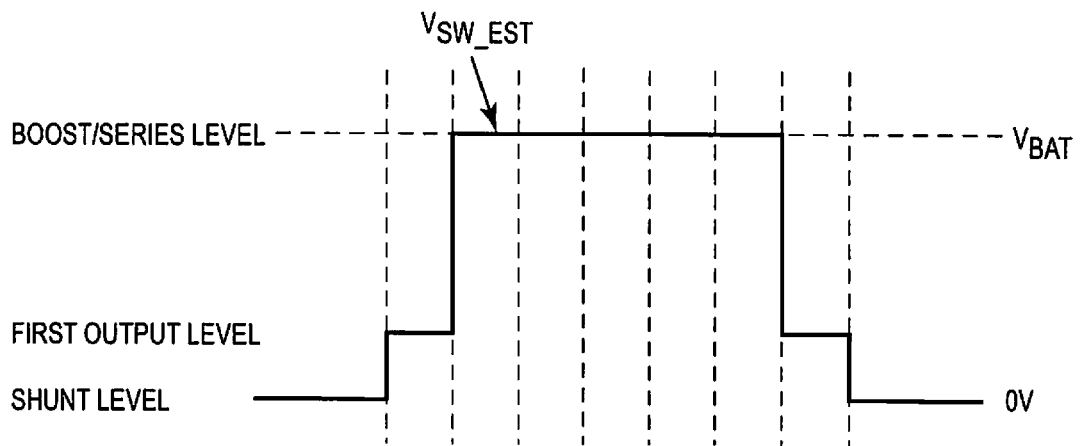 VSW_EST
BOOST/SERIES LEVEL
VBAT
FIRST OUTPUT LEVEL
SHUNT LEVEL
0V